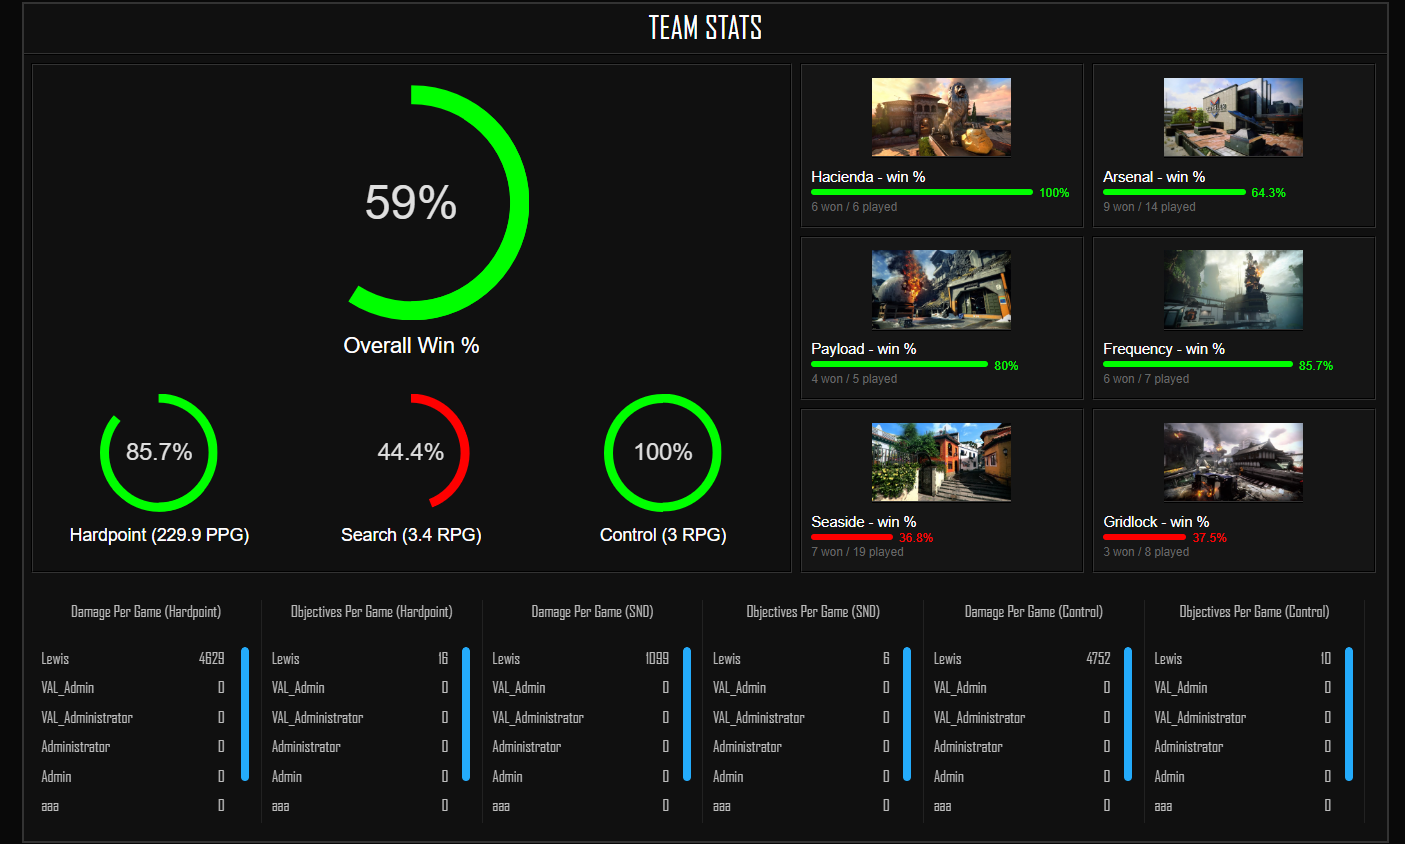 TEAM STATS
59%
Overall Win %
85.7%
Hardpoint (229.9 PPG)
44.4%
Search (3.4 RPG)
100%
Control (3 RPG)
Hacienda - win %
100%
6 won / 6 played
Arsenal - win %
64.3%
9 won / 14 played
Payload - win %
80%
4 won / 5 played
Frequency - win %
85.7%
6 won / 7 played
Seaside - win %
36.8%
7 won / 19 played
Gridlock - win %
37.5%
3 won / 8 played
Damage Per Game (Hardpoint)
Lewis 4629
VAL_Admin 0
VAL_Administrator 0
Administrator 0
Admin 0
aaa 0
Objectives Per Game (Hardpoint)
Lewis 16
VAL_Admin 0
VAL_Administrator 0
Administrator 0
Admin 0
aaa 0
Damage Per Game (SND)
Lewis 1099
VAL_Admin 0
VAL_Administrator 0
Administrator 0
Admin 0
aaa 0
Objectives Per Game (SND)
Lewis 6
VAL_Admin 0
VAL_Administrator 0
Administrator 0
Admin 0
aaa 0
Damage Per Game (Control)
Lewis 4752
VAL_Admin 0
VAL_Administrator 0
Administrator 0
Admin 0
aaa 0
Objectives Per Game (Control)
Lewis 10
VAL_Admin 0
VAL_Administrator 0
Administrator 0
Admin 0
aaa 0